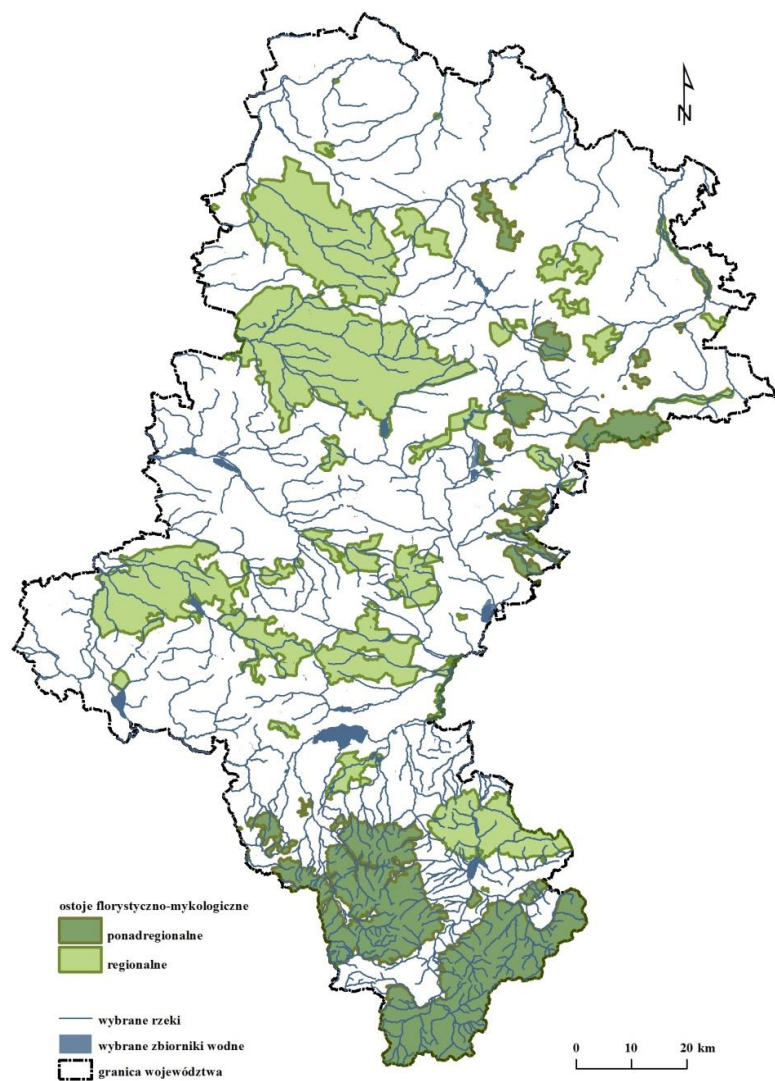 N
ostoje florystyczno-mykologiczne
ponadregionalne
regionalne
wybrane rzeki
wybrane zbiorniki wodne
granica województwa
0 10 20 km